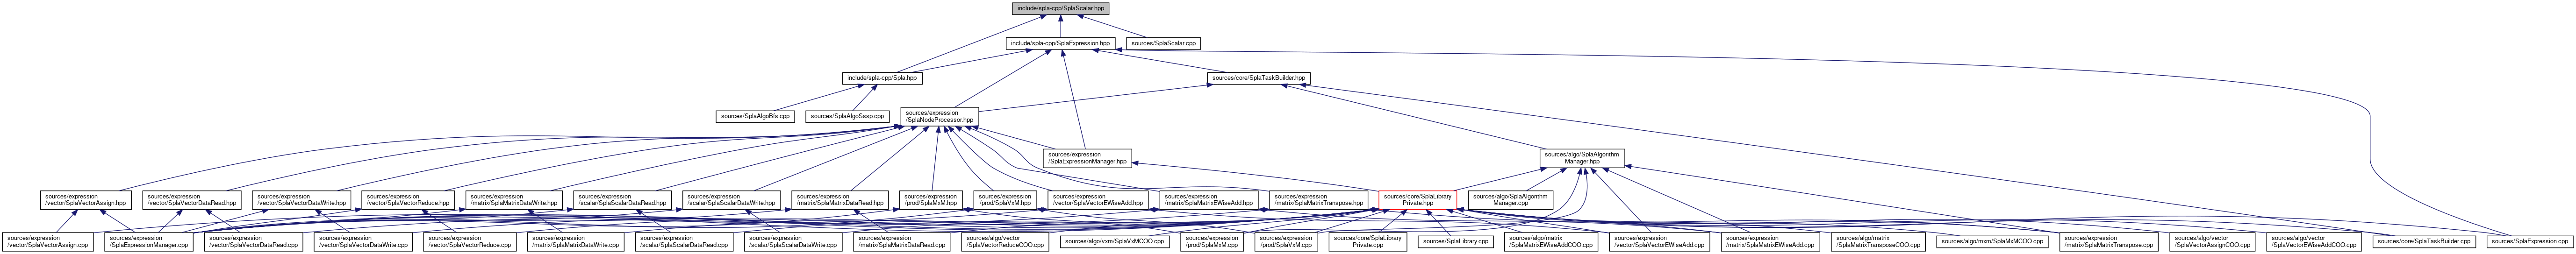 include/spla-cpp/SplaScalar.hpp
include/spla-cpp/SplaExpression.hpp
sources/SplaScalar.cpp
include/spla-cpp/Spla.hpp
sources/core/SplaTaskBuilder.hpp
sources/SplaAlgoBfs.cpp
sources/SplaAlgoSssp.cpp
sources/expression
/SplaNodeProcessor.hpp
sources/expression
/SplaExpressionManager.hpp
sources/algo/SplaAlgorithm
Manager.hpp
sources/expression
/vector/SplaVectorAssign.hpp
sources/expression
/vector/SplaVectorDataRead.hpp
sources/expression
/vector/SplaVectorDataWrite.hpp
sources/expression
/vector/SplaVectorReduce.hpp
sources/expression
/matrix/SplaMatrixDataWrite.hpp
sources/expression
/scalar/SplaScalarDataRead.hpp
sources/expression
/scalar/SplaScalarDataWrite.hpp
sources/expression
/matrix/SplaMatrixDataRead.hpp
sources/expression
/prod/SplaMxM.hpp
sources/expression
/prod/SplaVxM.hpp
sources/expression
/vector/SplaVectorEWiseAdd.hpp
sources/expression
/matrix/SplaMatrixEWiseAdd.hpp
sources/expression
/matrix/SplaMatrixTranspose.hpp
sources/core/SplaLibrary
Private.hpp
sources/algo/SplaAlgorithm
Manager.cpp
sources/expression
/vector/SplaVectorAssign.cpp
sources/expression
/SplaExpressionManager.cpp
sources/expression
/vector/SplaVectorDataRead.cpp
sources/expression
/vector/SplaVectorDataWrite.cpp
sources/expression
/vector/SplaVectorReduce.cpp
sources/expression
/matrix/SplaMatrixDataWrite.cpp
sources/expression
/scalar/SplaScalarDataRead.cpp
sources/expression
/scalar/SplaScalarDataWrite.cpp
sources/expression
/matrix/SplaMatrixDataRead.cpp
sources/algo/vector
/SplaVectorReduceCOO.cpp
sources/algo/vxm/SplaVxMCOO.cpp
sources/expression
/prod/SplaMxM.cpp
sources/expression
/prod/SplaVxM.cpp
sources/core/SplaLibrary
Private.cpp
sources/SplaLibrary.cpp
sources/algo/matrix
/SplaMatrixEWiseAddCOO.cpp
sources/expression
/vector/SplaVectorEWiseAdd.cpp
sources/expression
/matrix/SplaMatrixEWiseAdd.cpp
sources/algo/matrix
/SplaMatrixTransposeCOO.cpp
sources/algo/mxm/SplaMxMCOO.cpp
sources/expression
/matrix/SplaMatrixTranspose.cpp
sources/algo/vector
/SplaVectorAssignCOO.cpp
sources/algo/vector
/SplaVectorEWiseAddCOO.cpp
sources/core/SplaTaskBuilder.cpp
sources/SplaExpression.cpp